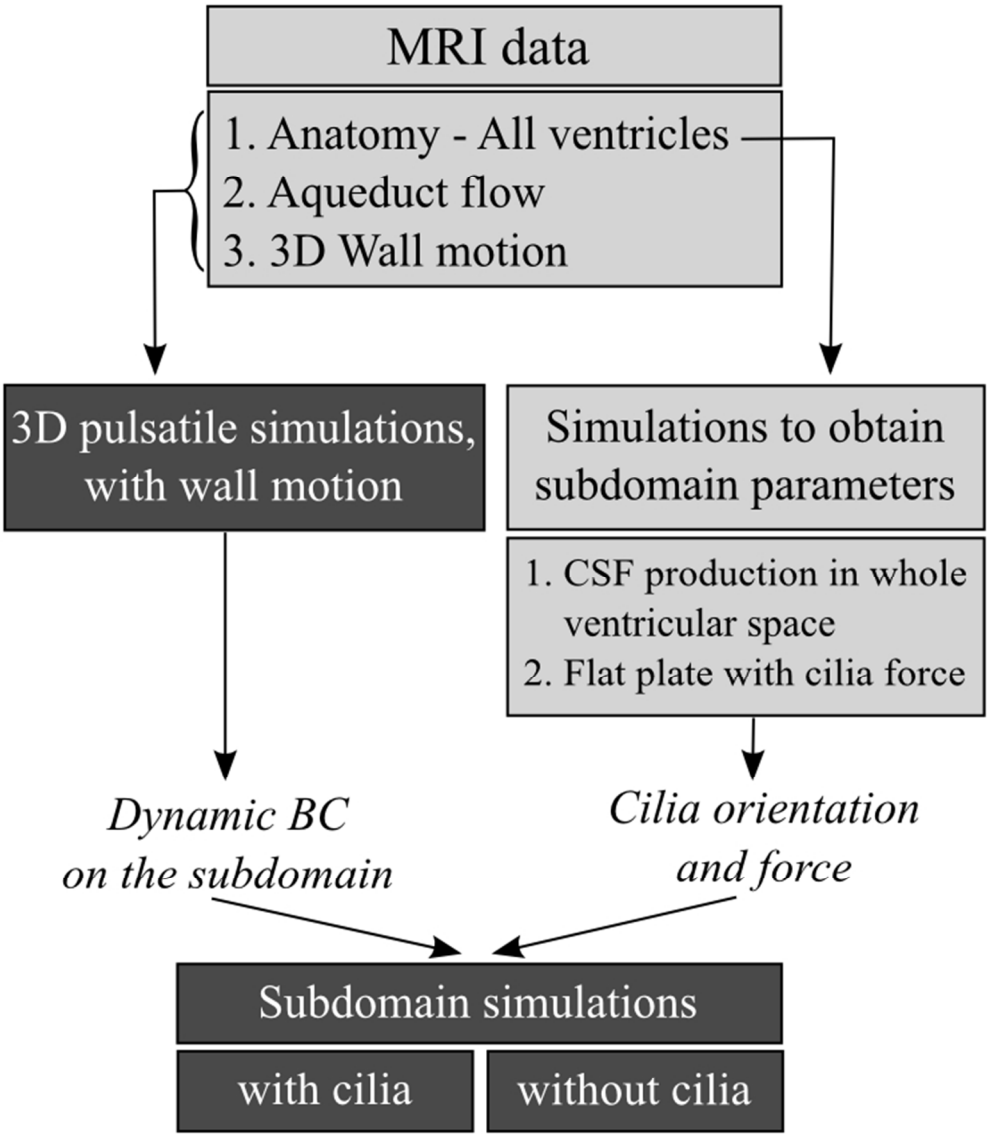 MRI data
1. Anatomy - All ventricles
2. Aqueduct flow
3. 3D Wall motion
3D pulsatile simulations,
with wall motion
Simulations to obtain
subdomain parameters
1. CSF production in whole
ventricular space
2. Flat plate with cilia force
Dynamic BC
on the subdomain
Cilia orientation
and force
Subdomain simulations
with cilia
without cilia